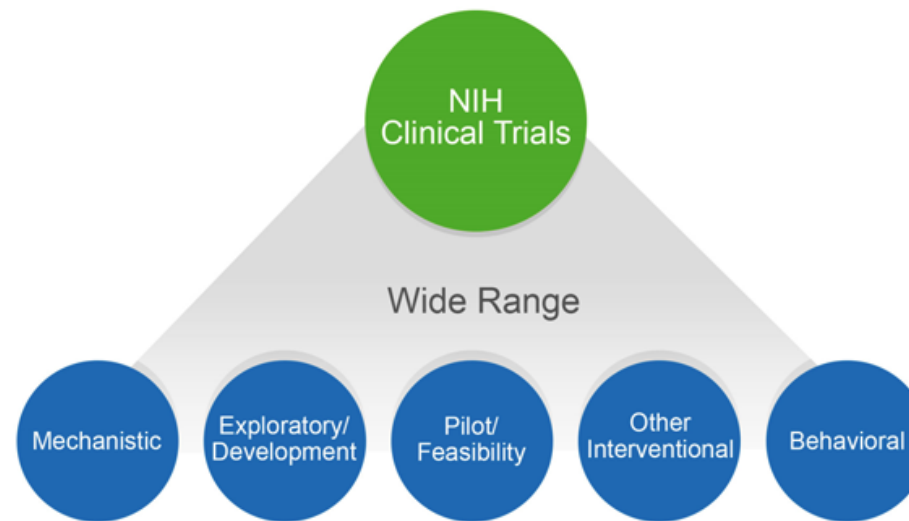 NIH
Clinical Trials
Wide Range
Mechanistic
Exploratory/
Development
Pilot/
Feasibility
Other
Interventional
Behavioral